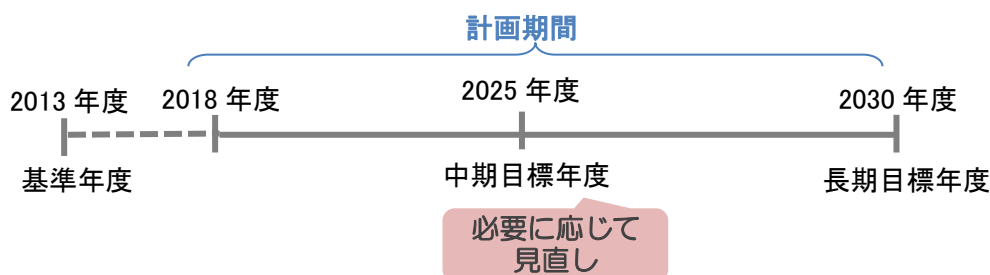 計画期間
2013 年度
2018 年度
2025 年度
2030 年度
基準年度
中期目標年度
長期目標年度
必要に応じて
見直し